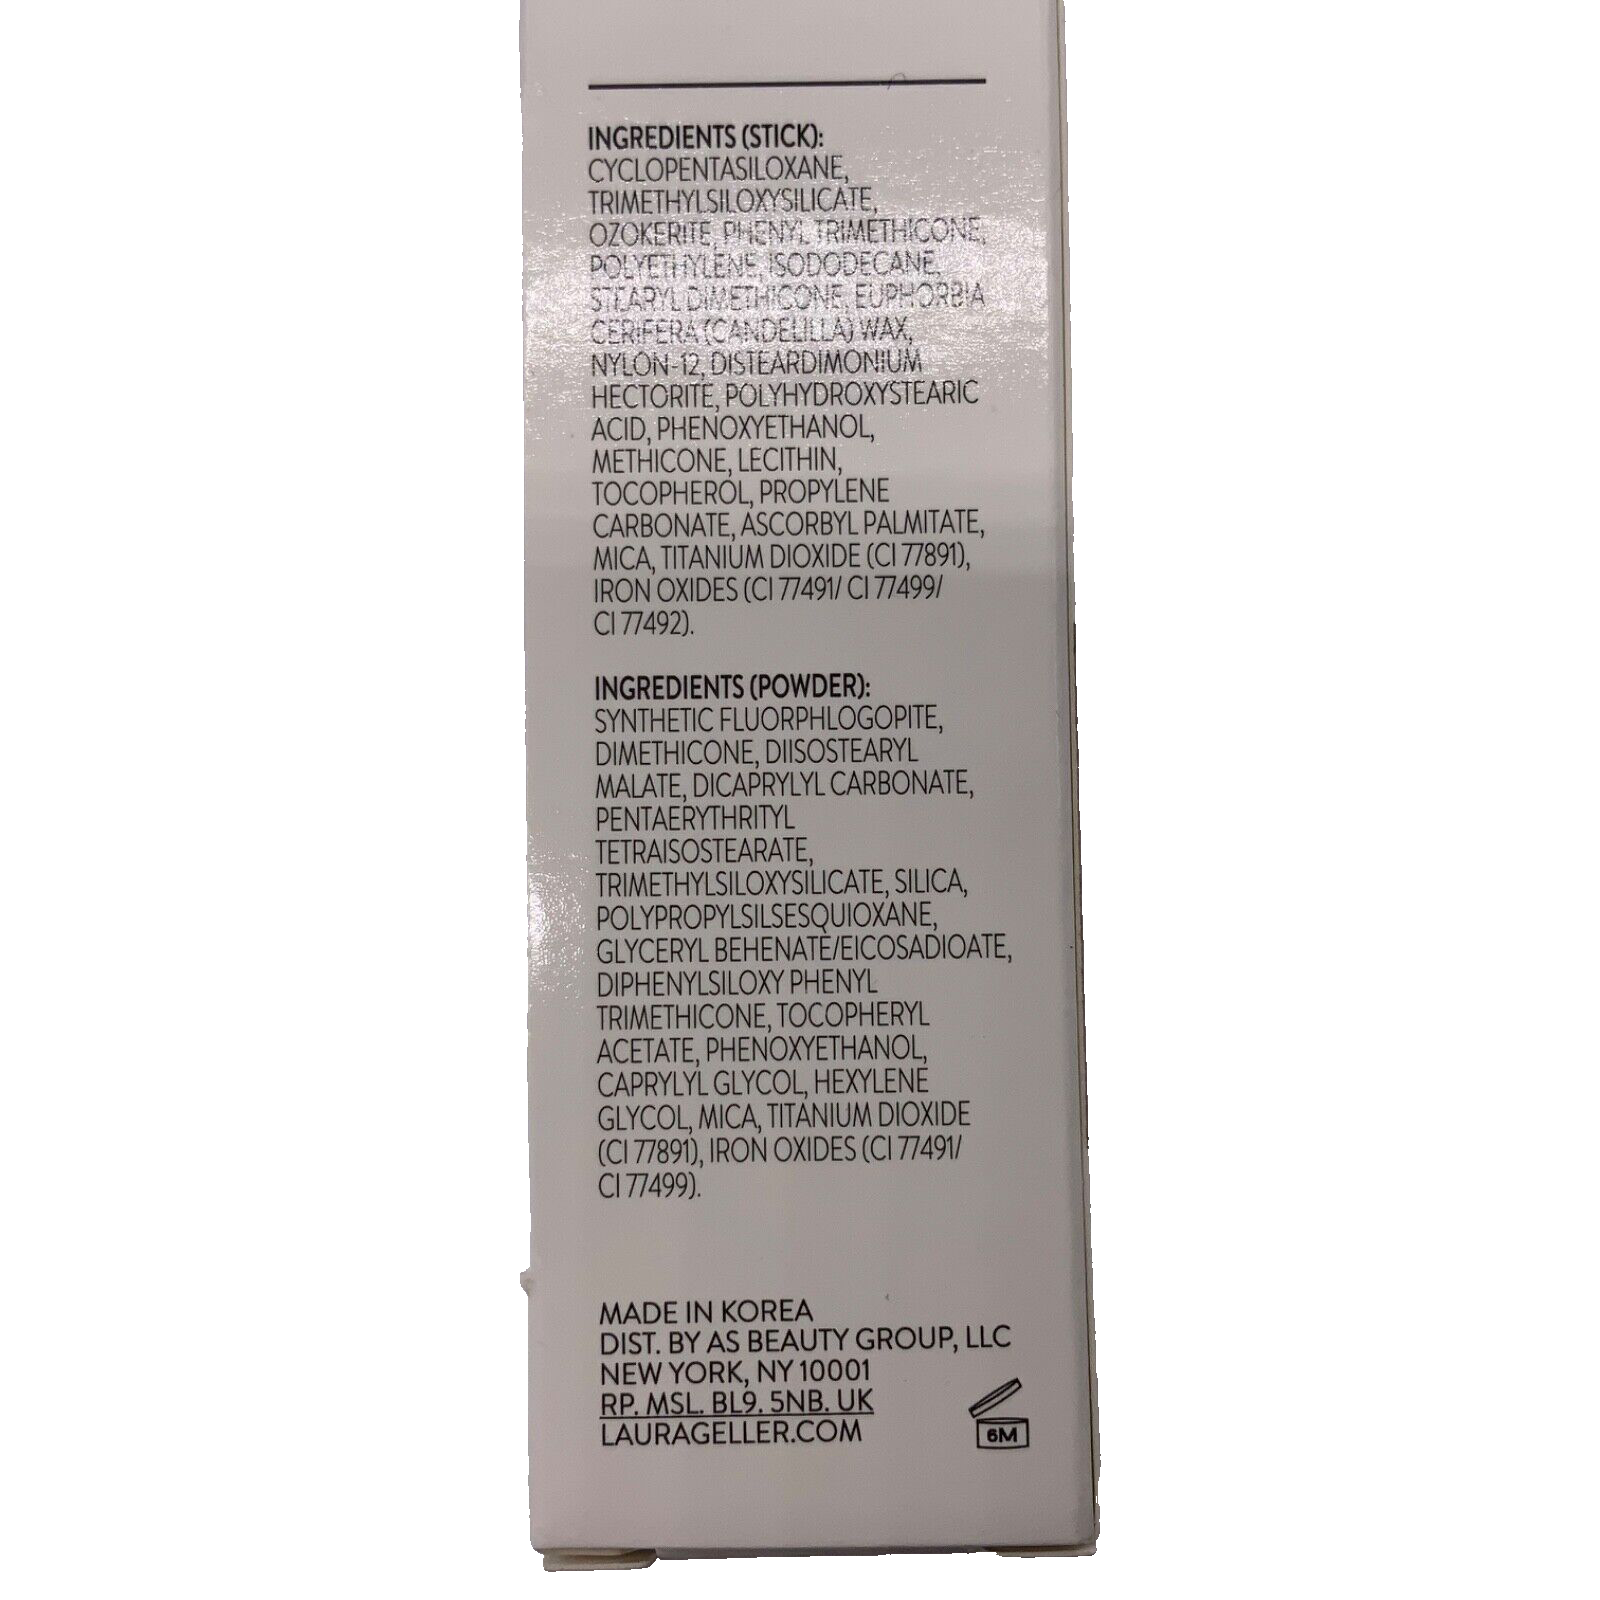 INGREDIENTS (STICK):
CYCLOPENTASILOXANE,
TRIMETHYLSILOXYSILICATE,
OZOKERITE, PHENYL TRIMETHICONE,
POLYETHYLENE, ISODODECANE,
STEARYL DIMETHICONE, EUPHORBIA
CERIFERA (CANDELILLA) WAX,
NYLON-12, DISTEARDIMONIUM
HECTORITE, POLYHYDROXYSTEARIC
ACID, PHENOXYETHANOL,
METHICONE, LECITHIN,
TOCOPHEROL, PROPYLENE
CARBONATE, ASCORBYL PALMITATE,
MICA, TITANIUM DIOXIDE (CI 77891),
IRON OXIDES (CI 77491/ CI 77499/
CI 77492).
INGREDIENTS (POWDER):
SYNTHETIC FLUORPHLOGOPITE,
DIMETHICONE, DIISOSTEARYL
MALATE, DICAPRYLYL CARBONATE,
PENTAERYTHRITYL
TETRAISOSTEARATE,
TRIMETHYLSILOXYSILICATE, SILICA,
POLYPROPYLSILSESQUIOXANE,
GLYCERYL BEHENATE/EICOSADIOATE,
DIPHENYLSILOXY PHENYL
TRIMETHICONE, TOCOPHERYL
ACETATE, PHENOXYETHANOL,
CAPRYLYL GLYCOL, HEXYLENE
GLYCOL, MICA, TITANIUM DIOXIDE
(CI 77891), IRON OXIDES (CI 77491/
CI 77499).
MADE IN KOREA
DIST. BY AS BEAUTY GROUP, LLC
NEW YORK, NY 10001
RP. MSL. BL9. 5NB. UK
LAURAGELLER.COM
6M